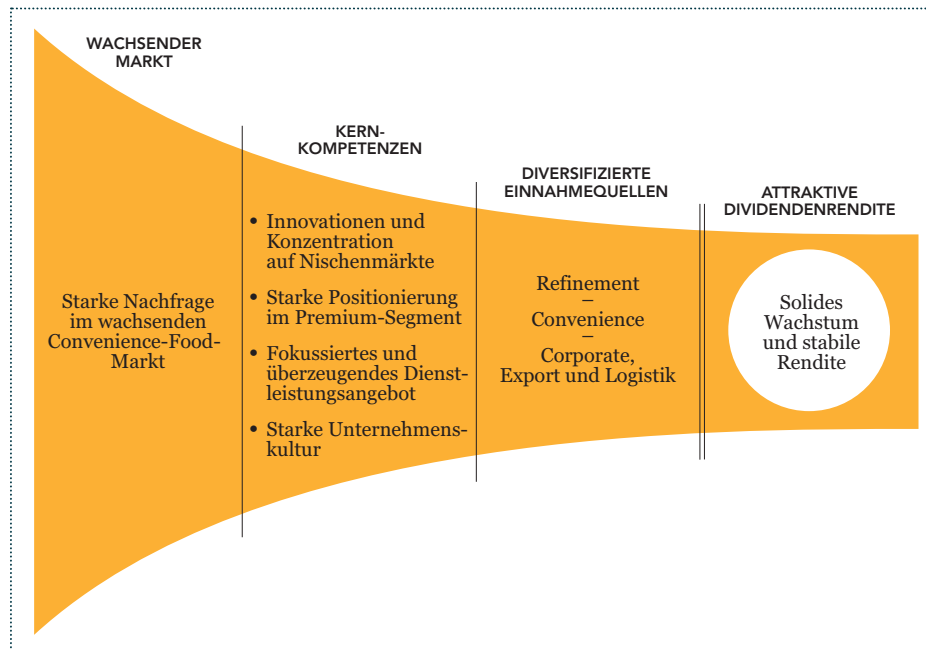 WACHSENDER
MARKT
Starke Nachfrage
im wachsenden
Convenience-Food-
Markt
KERN-
KOMPETENZEN
• Innovationen und
Konzentration
auf Nischenmärkte
• Starke Positionierung
im Premium-Segment
• Fokussiertes und
überzeugendes Dienst-
leistungsangebot
• Starke Unternehmens-
kultur
DIVERSIFIZIERTE
EINNAHMEQUELLEN
Refinement
–
Convenience
–
Corporate,
Export und Logistik
ATTRAKTIVE
DIVIDENDENRENDITE
Solides
Wachstum
und stabile
Rendite